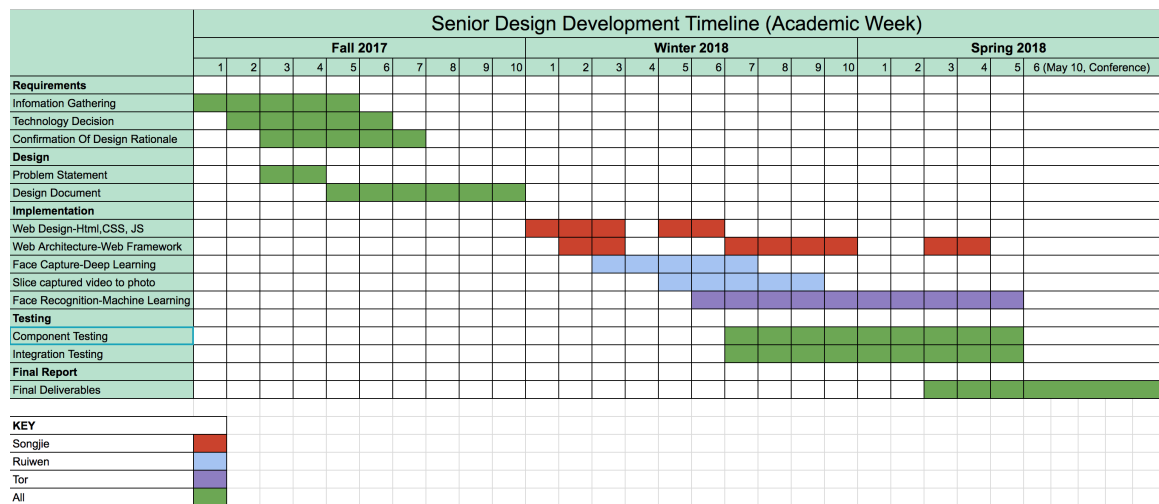 Senior Design Development Timeline (Academic Week)
Fall 2017 Winter 2018 Spring 2018
1 2 3 4 5 6 7 8 9 10 1 2 3 4 5 6 7 8 9 10 1 2 3 4 5 6 (May 10, Conference)
Requirements
Infomation Gathering
Technology Decision
Confirmation Of Design Rationale
Design
Problem Statement
Design Document
Implementation
Web Design-Html,CSS, JS
Web Architecture-Web Framework
Face Capture-Deep Learning
Slice captured video to photo
Face Recognition-Machine Learning
Testing
Component Testing
Integration Testing
Final Report
Final Deliverables
KEY
Songjie
Ruiwen
Tor
All